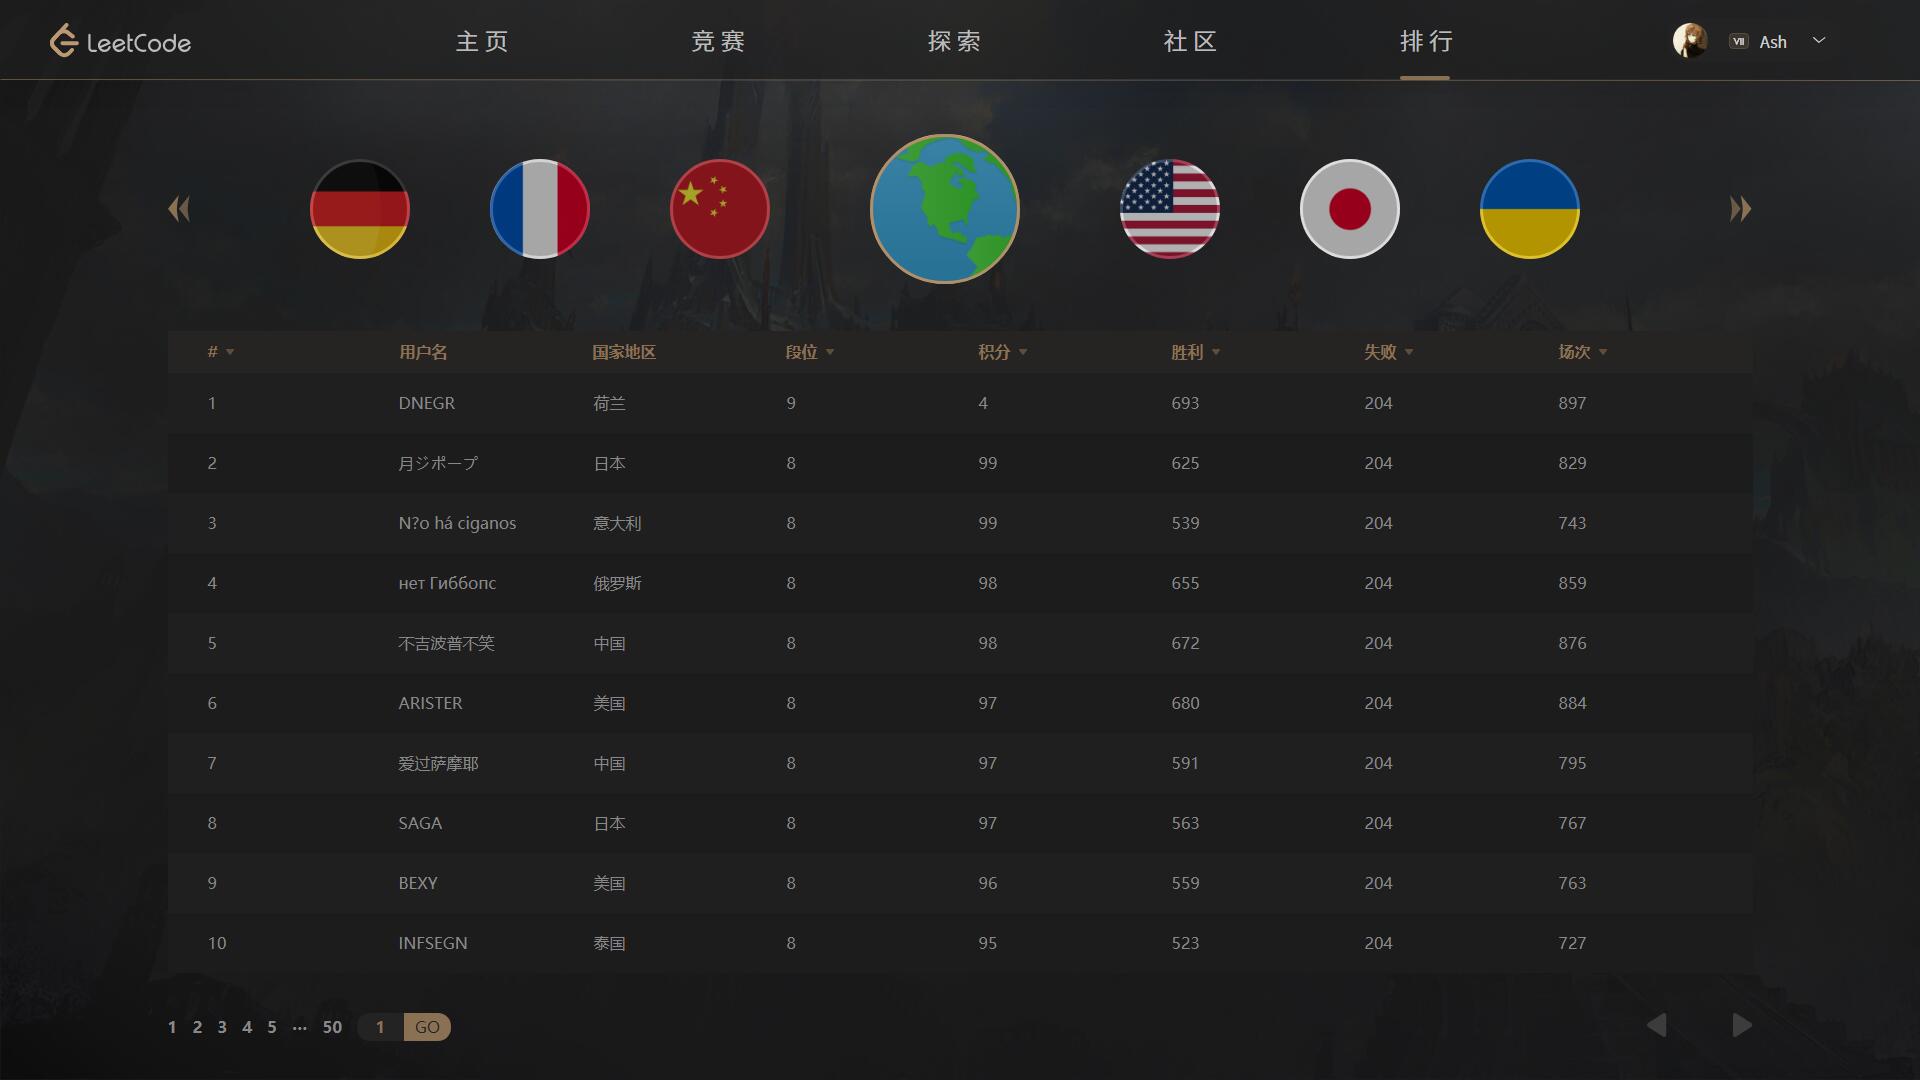 LeetCode 主页 竞赛 探索 社区 排行 VII Ash
# 用户名 国家地区 段位 积分 胜利 失败 场次
1 DNEGR 荷兰 9 4 693 204 897
2 月ジポープ 日本 8 99 625 204 829
3 N?o há ciganos 意大利 8 99 539 204 743
4 нет Гиббопс 俄罗斯 8 98 655 204 859
5 不吉波普不笑 中国 8 98 672 204 876
6 ARISTER 美国 8 97 680 204 884
7 爱过萨摩耶 中国 8 97 591 204 795
8 SAGA 日本 8 97 563 204 767
9 BEXY 美国 8 96 559 204 763
10 INFSEGN 泰国 8 95 523 204 727
1 2 3 4 5 ··· 50 1 GO